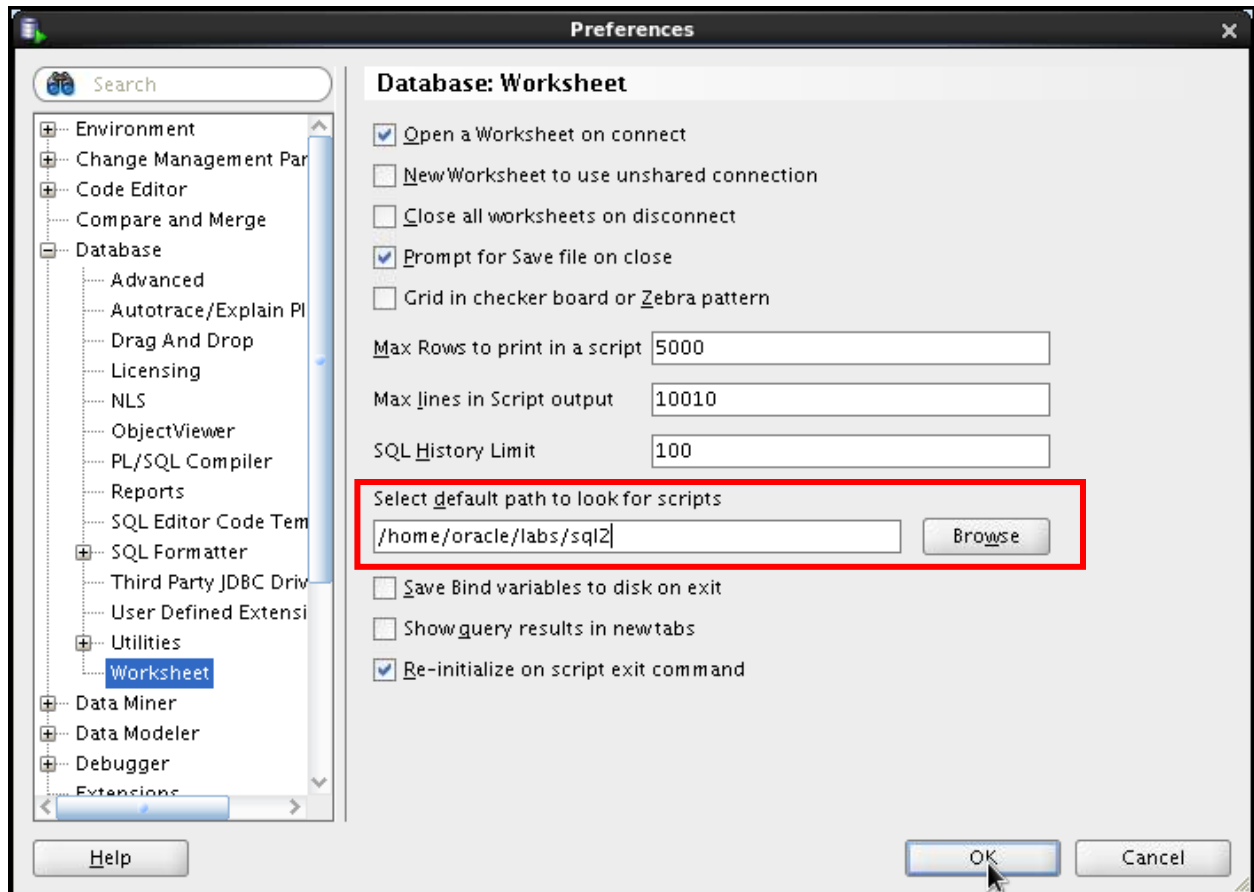 Preferences
Search
Environment
Change Management Par
Code Editor
Compare and Merge
Database
Advanced
Autotrace/Explain Pl
Drag And Drop
Licensing
NLS
ObjectViewer
PL/SQL Compiler
Reports
SQL Editor Code Tem
SQL Formatter
Third Party JDBC Driv
User Defined Extensi
Utilities
Worksheet
Data Miner
Data Modeler
Debugger
Extensions
Database: Worksheet
Open a Worksheet on connect
New Worksheet to use unshared connection
Close all worksheets on disconnect
Prompt for Save file on close
Grid in checker board or Zebra pattern
Max Rows to print in a script 5000
Max lines in Script output 10010
SQL History Limit 100
Select default path to look for scripts
/home/oracle/labs/sql2 Browse
Save Bind variables to disk on exit
Show query results in new tabs
Re-initialize on script exit command
Help OK Cancel